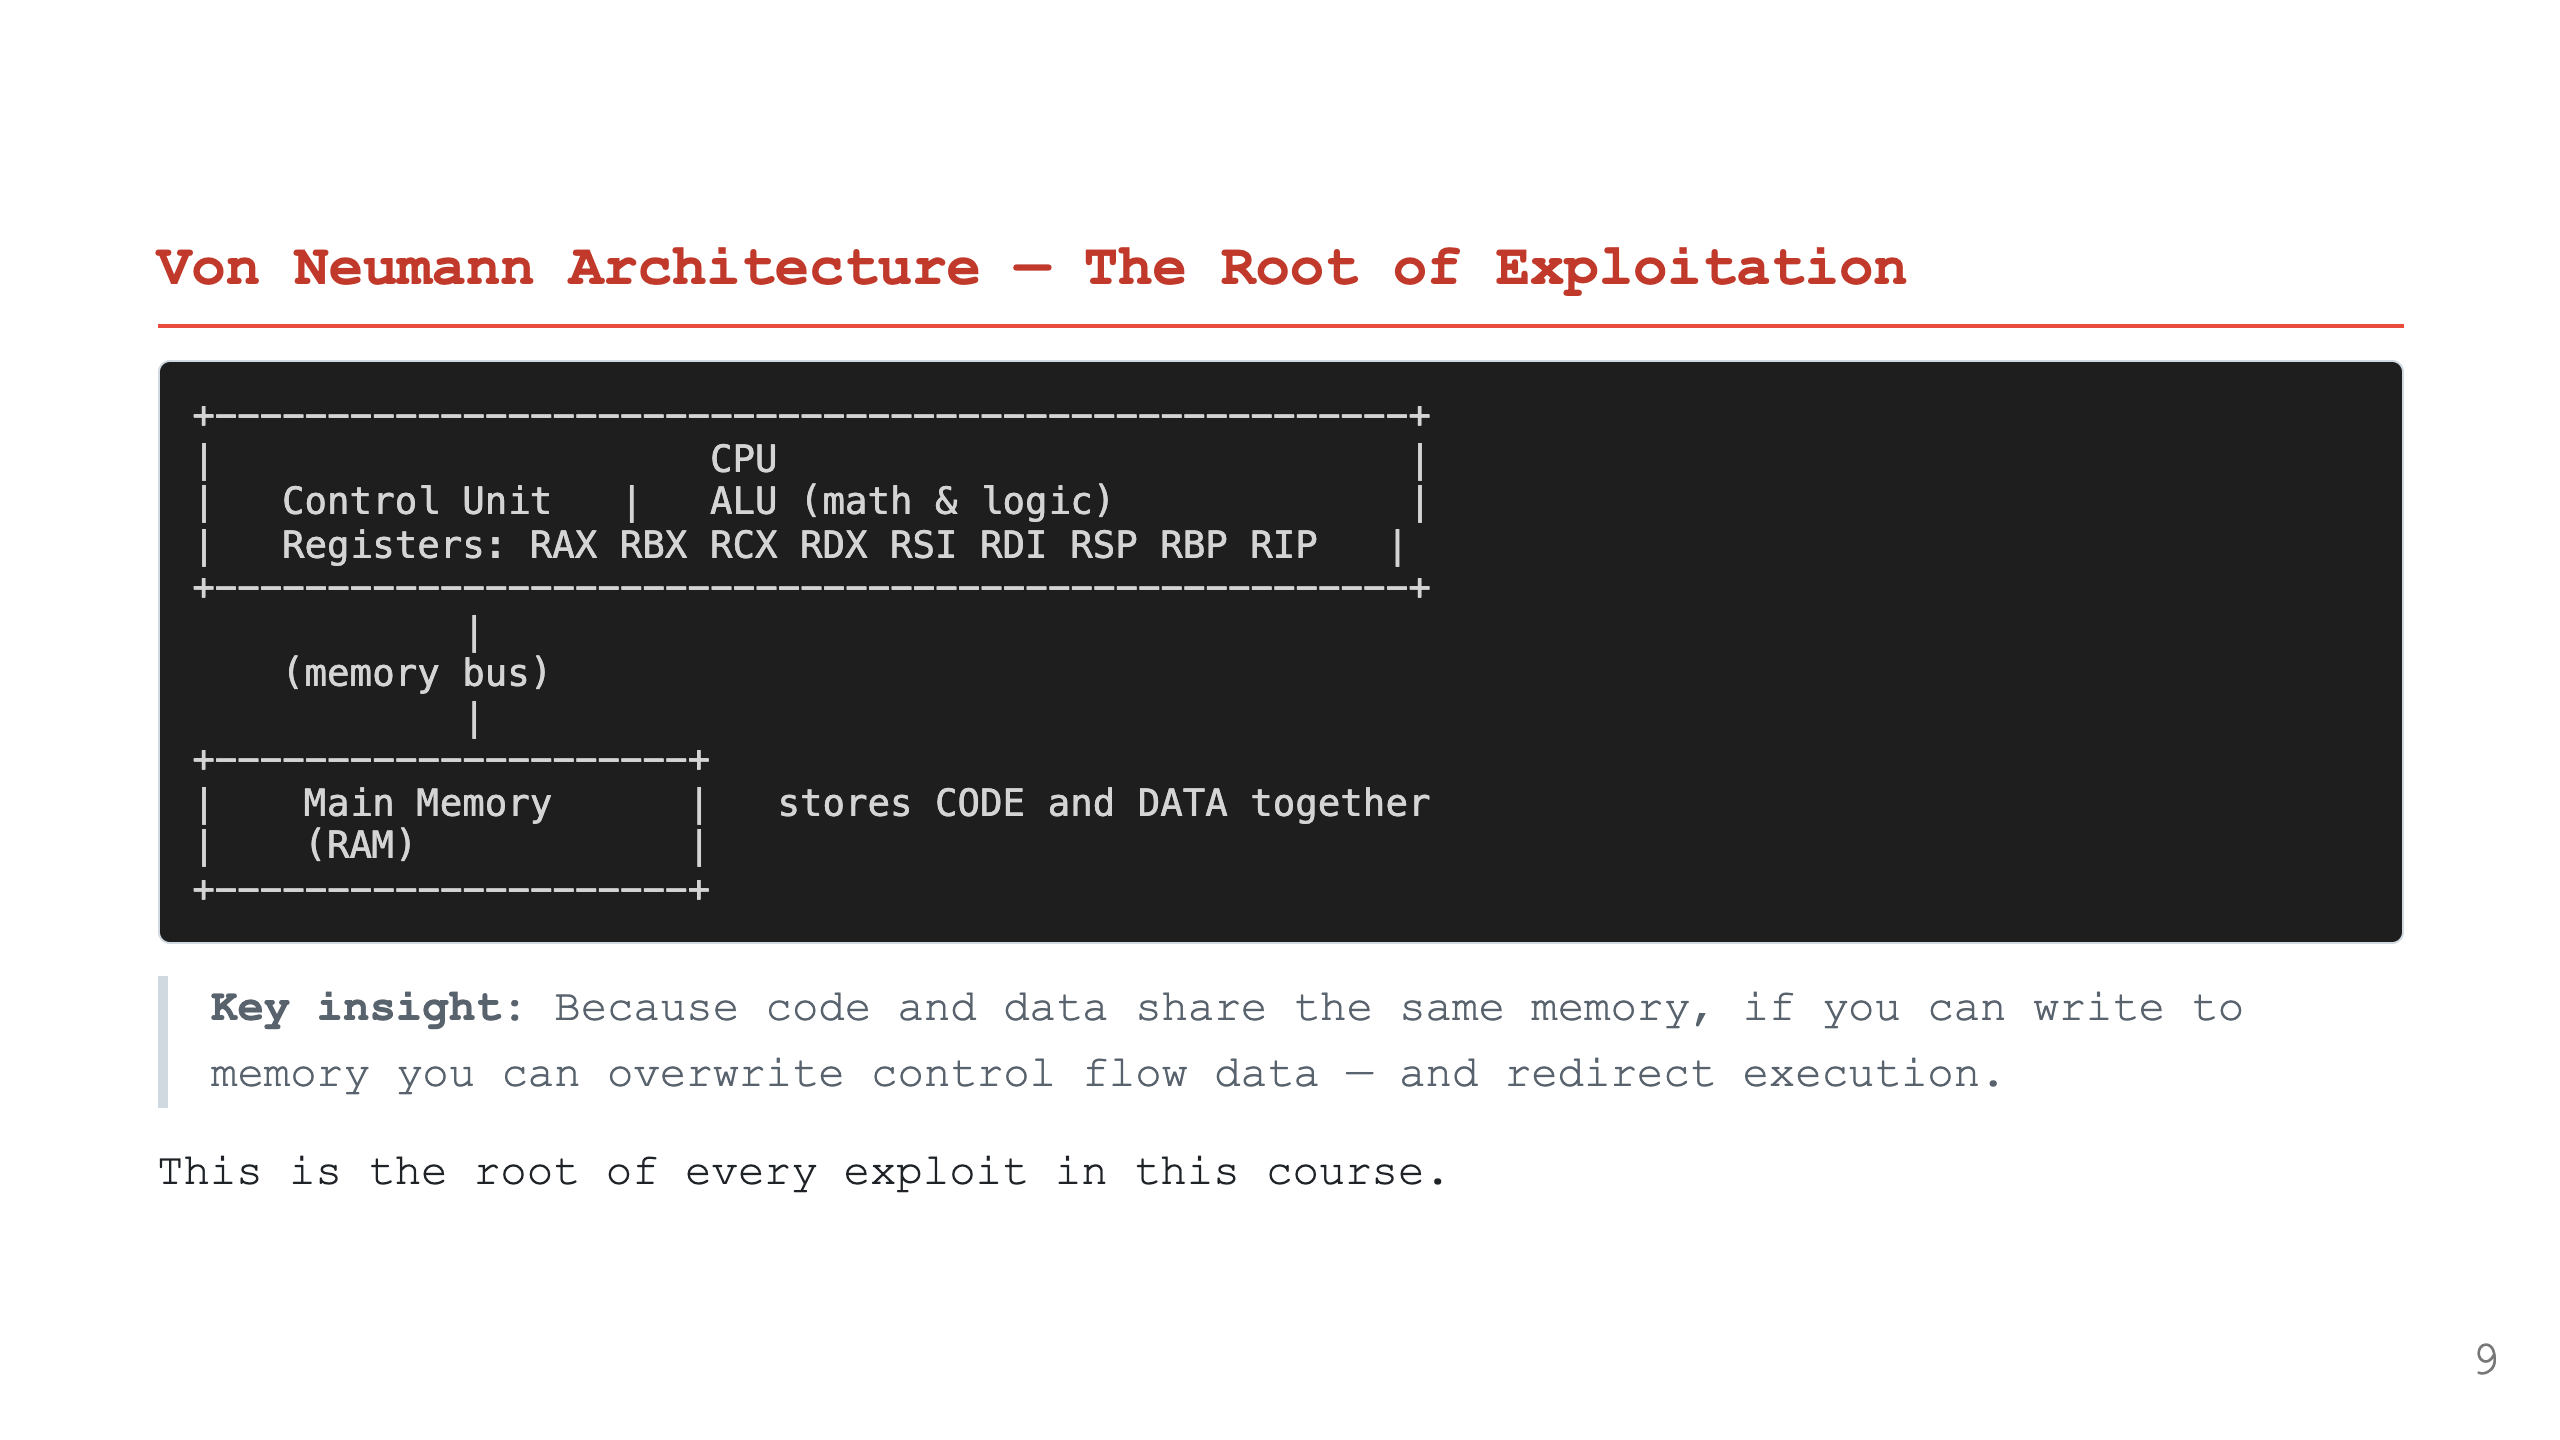 Von Neumann Architecture — The Root of Exploitation
+-----------------------------------------------------+
|                      CPU                            |
|   Control Unit   |   ALU (math & logic)             |
|   Registers: RAX RBX RCX RDX RSI RDI RSP RBP RIP   |
+-----------------------------------------------------+
            |
    (memory bus)
            |
+---------------------+
|    Main Memory      |   stores CODE and DATA together
|    (RAM)            |
+---------------------+
Key insight: Because code and data share the same memory, if you can write to
memory you can overwrite control flow data — and redirect execution.
This is the root of every exploit in this course.
9